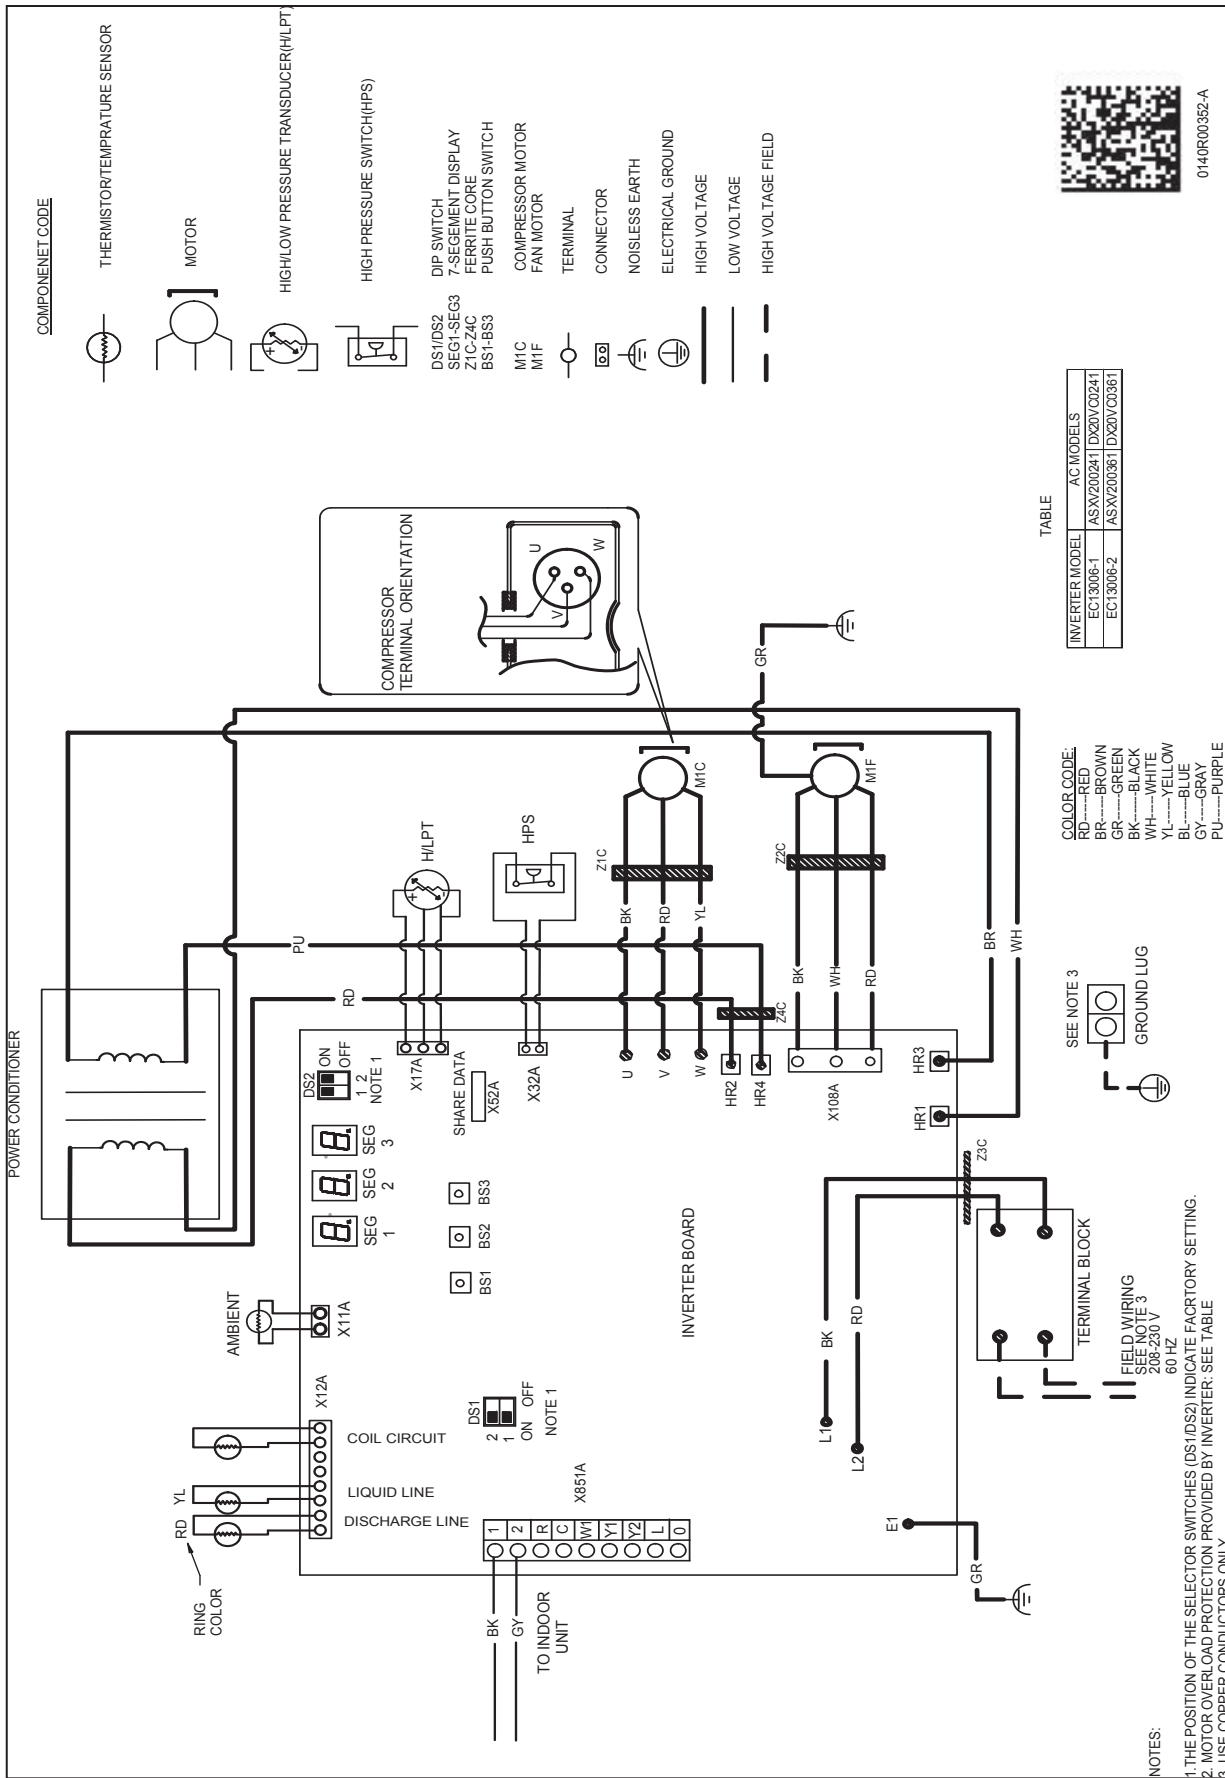 COMPONENET CODE
THERMISTOR/TEMPRATURE SENSOR
MOTOR
HIGH/LOW PRESSURE TRANSDUCER(H/LPT)
+
-
HIGH PRESSURE SWITCH(HPS)
DS1/DS2 DIP SWITCH
SEG1-SEG3 7-SEGEMENT DISPLAY
Z1C-Z4C FERRITE CORE
BS1-BS3 PUSH BUTTON SWITCH
M1C COMPRESSOR MOTOR
M1F FAN MOTOR
TERMINAL
CONNECTOR
NOISLESS EARTH
ELECTRICAL GROUND
HIGH VOLTAGE
LOW VOLTAGE
HIGH VOLTAGE FIELD
0140R00352-A
COMPRESSOR
TERMINAL ORIENTATION
U
V
W
TABLE
INVERTER MODEL AC MODELS
EC13006-1 ASXV200241 DX20VC0241
EC13006-2 ASXV200361 DX20VC0361
POWER CONDITIONER
PU
RD
H/LPT
+
-
HPS
Z1C
BK
RD
YL
M1C
GR
Z2C
BK
WH
RD
M1F
Z4C
BR
WH
AMBIENT
X11A
SEG
1
SEG
2
SEG
3
DS2
ON
OFF
1 2
NOTE 1
X17A
SHARE DATA
X52A
X32A
U
V
W
HR2
HR4
X108A
HR1
HR3
BS1
BS2
BS3
INVERTER BOARD
RING
COLOR
RD
YL
X12A
COIL CIRCUIT
LIQUID LINE
DISCHARGE LINE
DS1
2
1
ON OFF
NOTE 1
X851A
1
2
R
C
W1
Y1
Y2
L
0
BK
GY
TO INDOOR
UNIT
L1
BK
L2
RD
E1
GR
Z3C
TERMINAL BLOCK
FIELD WIRING
SEE NOTE 3
208-230 V
60 HZ
SEE NOTE 3
GROUND LUG
COLOR CODE:
RD-----RED
BR-----BROWN
GR-----GREEN
BK-----BLACK
WH----WHITE
YL-----YELLOW
BL-----BLUE
GY----GRAY
PU-----PURPLE
NOTES:
1.THE POSITION OF THE SELECTOR SWITCHES (DS1/DS2) INDICATE FACRTORY SETTING.
2. MOTOR OVERLOAD PROTECTION PROVIDED BY INVERTER: SEE TABLE
3. USE COPPER CONDUCTORS ONLY